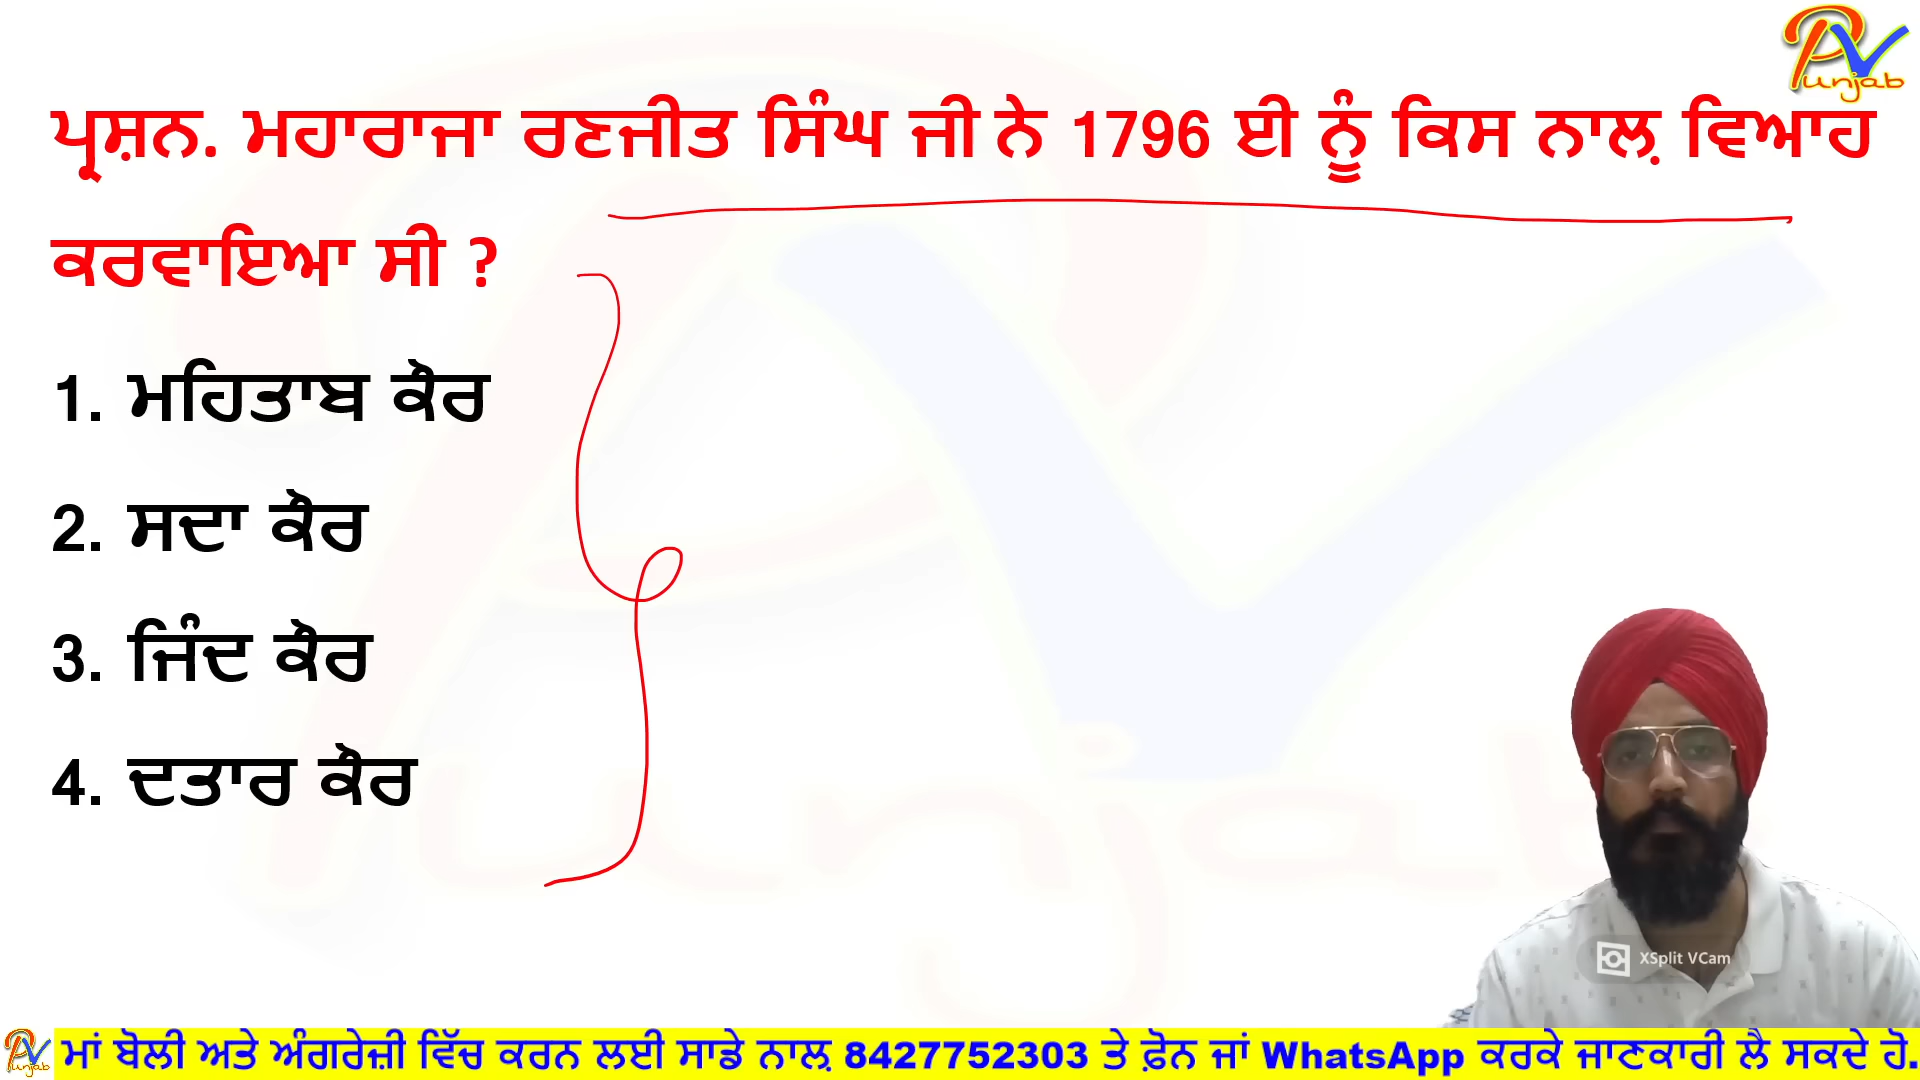 ਪ੍ਰਸ਼ਨ. ਮਹਾਰਾਜਾ ਰਣਜੀਤ ਸਿੰਘ ਜੀ ਨੇ 1796 ਈ ਨੂੰ ਕਿਸ ਨਾਲ਼ ਵਿਆਹ
ਕਰਵਾਇਆ ਸੀ ?
1. ਮਹਿਤਾਬ ਕੌਰ
2. ਸਦਾ ਕੌਰ
3. ਜਿੰਦ ਕੌਰ
4. ਦਤਾਰ ਕੌਰ
Punjab
XSplit VCam
Punjab ਮਾਂ ਬੋਲੀ ਅਤੇ ਅੰਗਰੇਜ਼ੀ ਵਿੱਚ ਕਰਨ ਲਈ ਸਾਡੇ ਨਾਲ਼ 8427752303 ਤੇ ਫ਼ੋਨ ਜਾਂ WhatsApp ਕਰਕੇ ਜਾਣਕਾਰੀ ਲੈ ਸਕਦੇ ਹੋ.